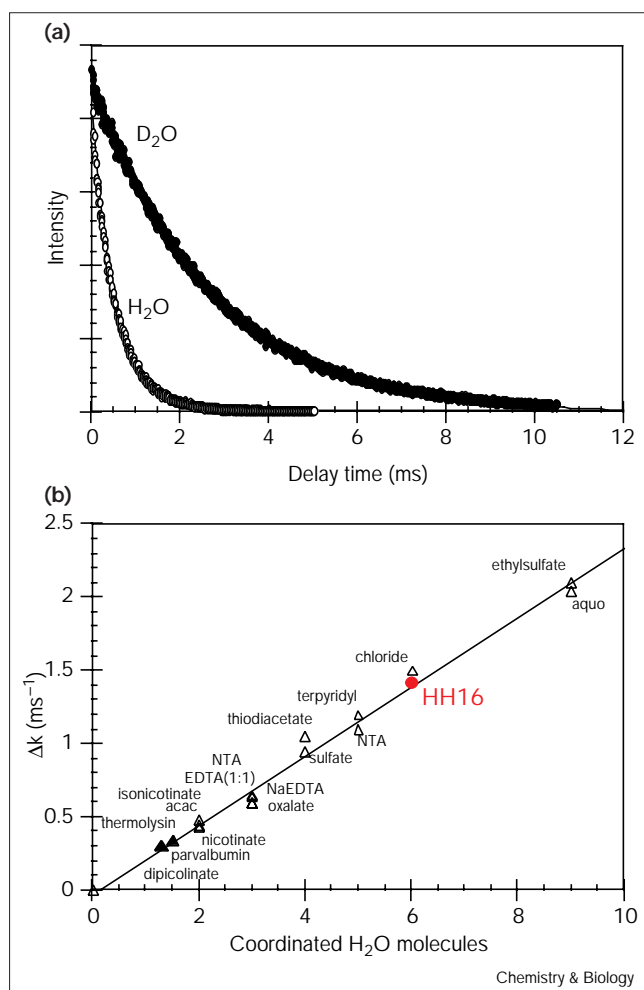 (a)
D2O
H2O
Intensity
0
2
4
6
8
10
12
Delay time (ms)
(b)
2.5
2
1.5
1
0.5
0
Δk (ms–1)
ethylsulfate
aquo
chloride
HH16
terpyridyl
thiodiacetate
NTA
sulfate
NTA
EDTA(1:1)
NaEDTA
isonicotinate
oxalate
acac
thermolysin
nicotinate
parvalbumin
dipicolinate
0
2
4
6
8
10
Coordinated H2O molecules
Chemistry & Biology